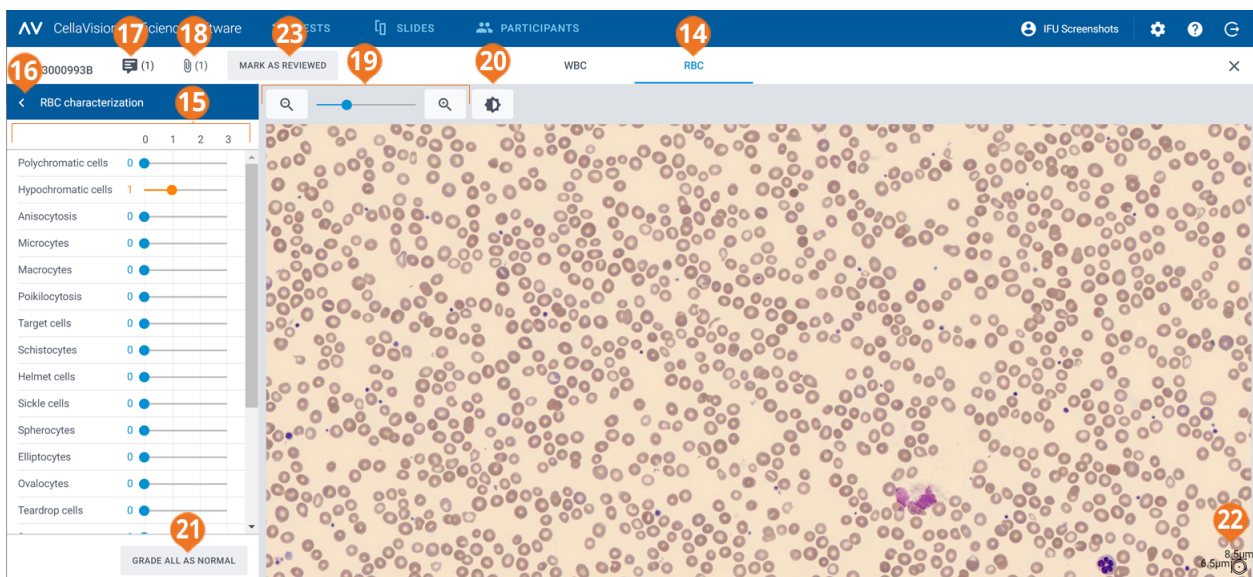 CellaVision
ware
SLIDES
PARTICIPANTS
IFU Screenshots
17
18
23
14
16
3000993B
(1)
(1)
MARK AS REVIEWED
19
20
WBC
RBC
RBC characterization
15
0 1 2 3
Polychromatic cells 0
Hypochromatic cells 1
Anisocytosis 0
Microcytes 0
Macrocytes 0
Poikilocytosis 0
Target cells 0
Schistocytes 0
Helmet cells 0
Sickle cells 0
Spherocytes 0
Elliptocytes 0
Ovalocytes 0
Teardrop cells 0
21
GRADE ALL AS NORMAL
22
8.5µm
6.5µm